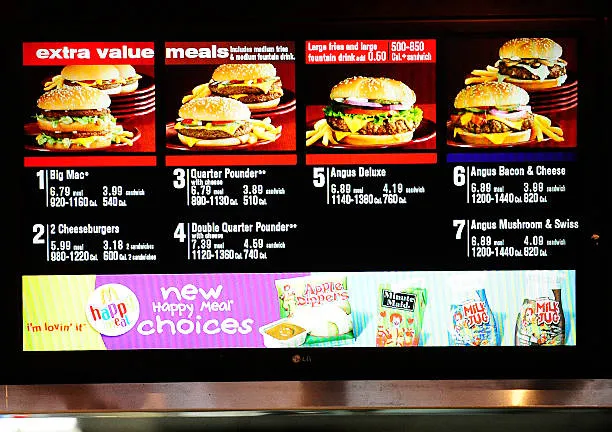 extra value meals
Includes medium fries
& medium fountain drink.
Large fries and large
fountain drink add 0.60
500-850
Cal.* sandwich
1 Big Mac®
6.79 meal 3.99 sandwich
920-1160 Cal. 540 Cal.
2 2 Cheeseburgers
5.99 meal 3.18 2 sandwiches
980-1220 Cal. 600 Cal. 2 sandwiches
3 Quarter Pounder®*
with cheese
6.79 meal 3.89 sandwich
890-1130 Cal. 510 Cal.
4 Double Quarter Pounder®*
with cheese
7.39 meal 4.59 sandwich
1120-1360 Cal. 740 Cal.
5 Angus Deluxe
6.89 meal 4.19 sandwich
1140-1380 Cal. 760 Cal.
6 Angus Bacon & Cheese
6.89 meal 3.99 sandwich
1200-1440 Cal. 820 Cal.
7 Angus Mushroom & Swiss
6.89 meal 4.09 sandwich
1200-1440 Cal. 820 Cal.
i'm lovin' it™
happy
meal
new
Happy Meal®
choices
Apple
Dippers
Minute
Maid.
MILK
JUG
MILK
JUG
LG